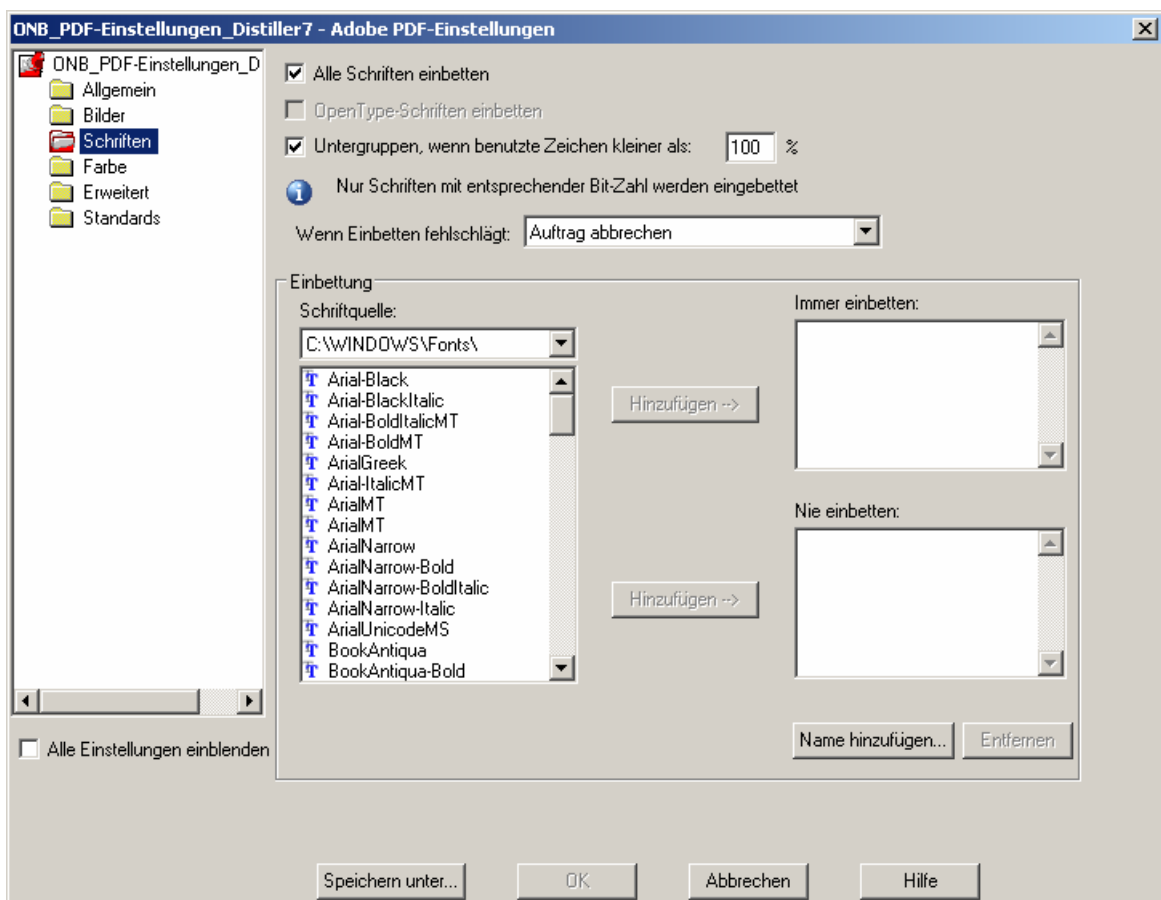 ONB_PDF-Einstellungen_Distiller7 - Adobe PDF-Einstellungen
ONB_PDF-Einstellungen_D
Allgemein
Bilder
Schriften
Farbe
Erweitert
Standards
Alle Einstellungen einblenden
Alle Schriften einbetten
OpenType-Schriften einbetten
Untergruppen, wenn benutzte Zeichen kleiner als: 100 %
Nur Schriften mit entsprechender Bit-Zahl werden eingebettet
Wenn Einbetten fehlschlägt: Auftrag abbrechen
Einbettung
Schriftquelle:
C:\WINDOWS\Fonts\
Arial-Black
Arial-BlackItalic
Arial-BoldItalicMT
Arial-BoldMT
ArialGreek
Arial-ItalicMT
ArialMT
ArialMT
ArialNarrow
ArialNarrow-Bold
ArialNarrow-BoldItalic
ArialNarrow-Italic
ArialUnicodeMS
BookAntiqua
BookAntiqua-Bold
Hinzufügen -->
Hinzufügen -->
Immer einbetten:
Nie einbetten:
Name hinzufügen...
Entfernen
Speichern unter...
OK
Abbrechen
Hilfe